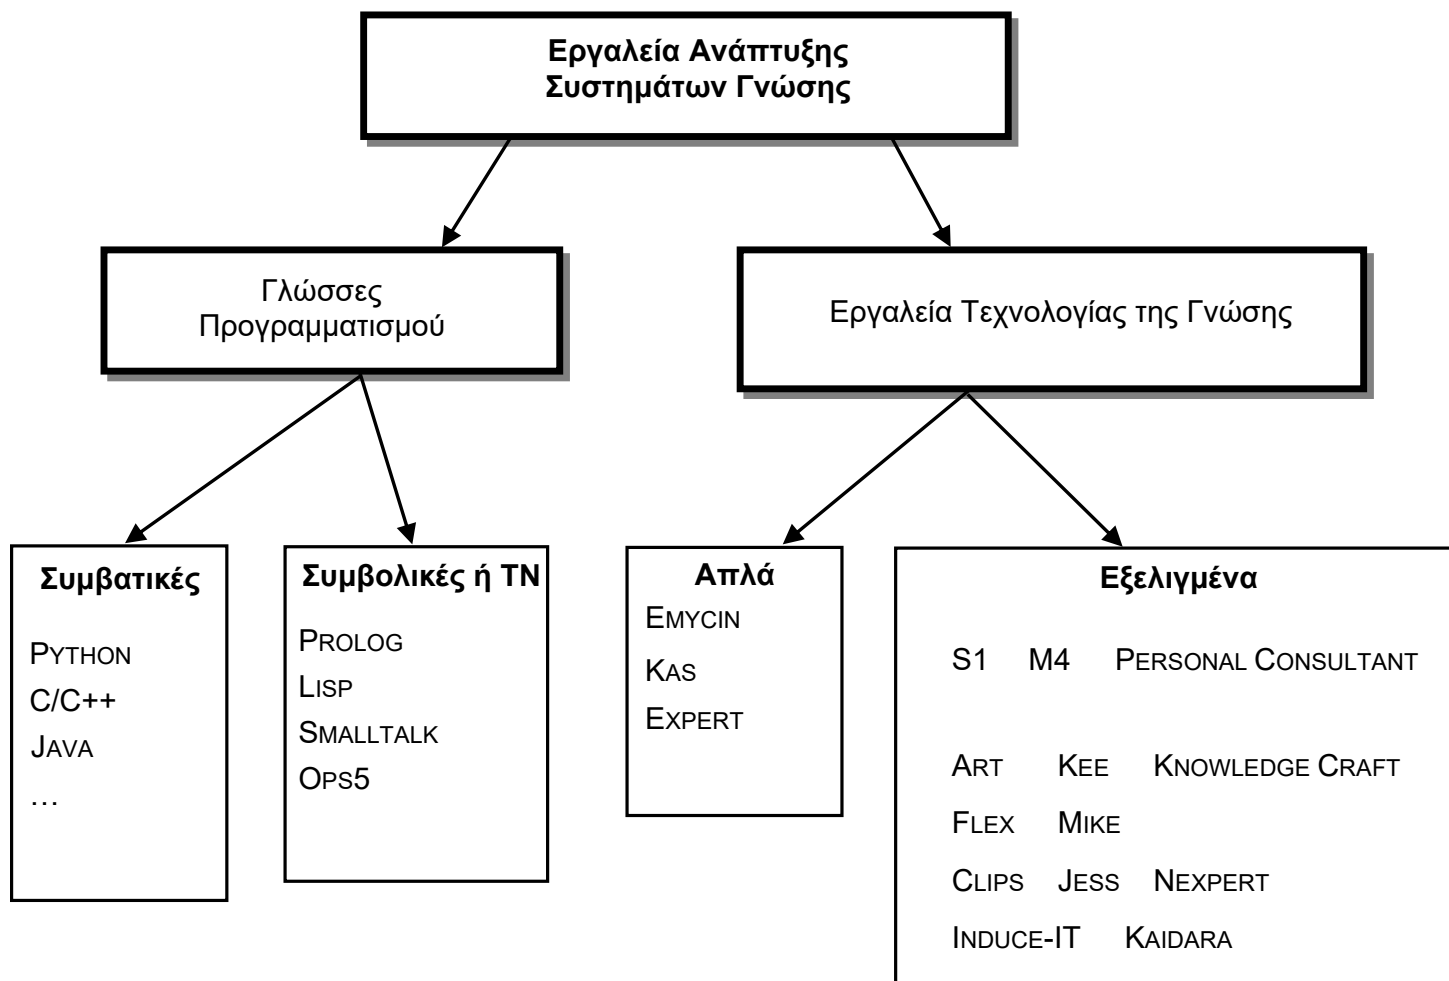 Εργαλεία Ανάπτυξης
Συστημάτων Γνώσης
Γλώσσες
Προγραμματισμού
Εργαλεία Τεχνολογίας της Γνώσης
Συμβατικές
PYTHON
C/C++
JAVA
…
Συμβολικές ή ΤΝ
PROLOG
LISP
SMALLTALK
OPS5
Απλά
EMYCIN
KAS
EXPERT
Εξελιγμένα
S1 M4 PERSONAL CONSULTANT
ART KEE KNOWLEDGE CRAFT
FLEX MIKE
CLIPS JESS NEXPERT
INDUCE-IT KAIDARA